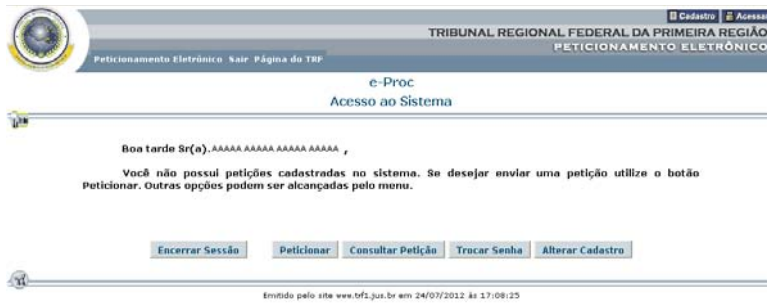 Cadastro Acessar
TRIBUNAL REGIONAL FEDERAL DA PRIMEIRA REGIÃO
PETICIONAMENTO ELETRÔNICO
Peticionamento Eletrônico Sair Página do TRF
e-Proc
Acesso ao Sistema
Boa tarde Sr(a).AAAAA AAAAA AAAAA AAAAA ,
Você não possui petições cadastradas no sistema. Se desejar enviar uma petição utilize o botão
Peticionar. Outras opções podem ser alcançadas pelo menu.
Encerrar Sessão Peticionar Consultar Petição Trocar Senha Alterar Cadastro
Emitido pelo site www.trf1.jus.br em 24/07/2012 às 17:08:25